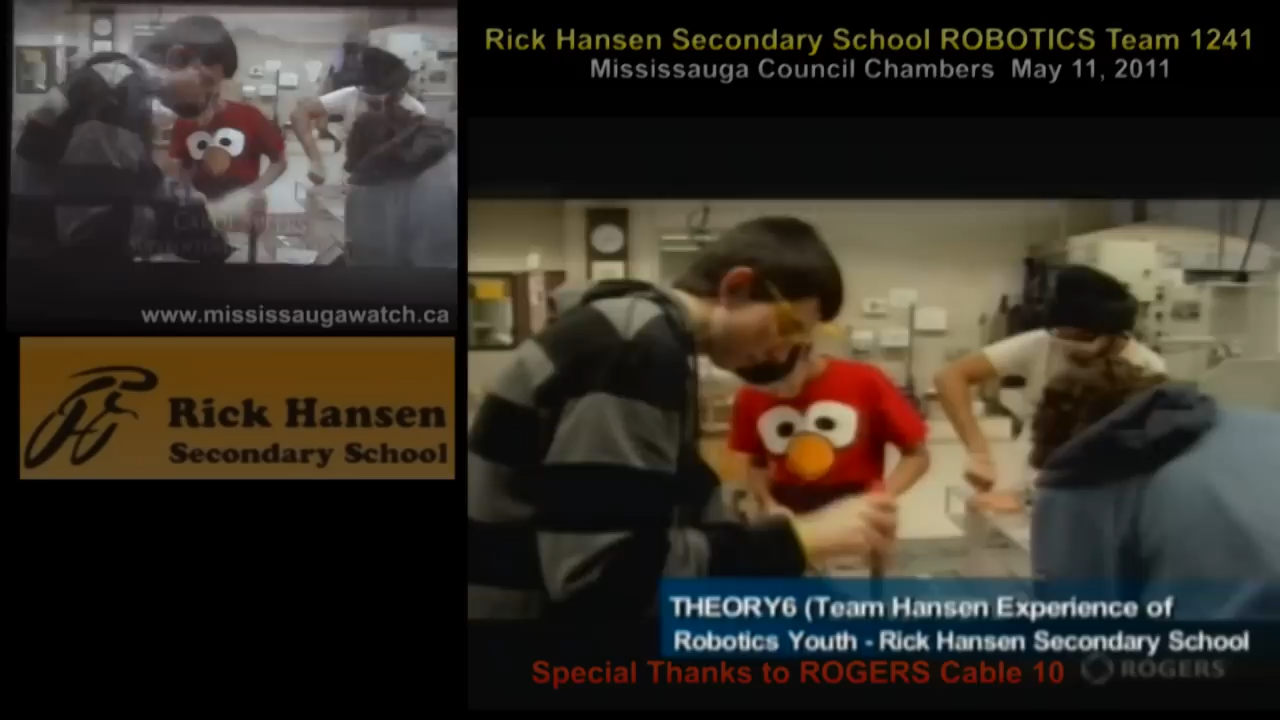 Rick Hansen Secondary School ROBOTICS Team 1241
Mississauga Council Chambers May 11, 2011
www.mississaugawatch.ca
Rick Hansen
Secondary School
THEORY6 (Team Hansen Experience of
Robotics Youth - Rick Hansen Secondary School
Special Thanks to ROGERS Cable 10
ROGERS